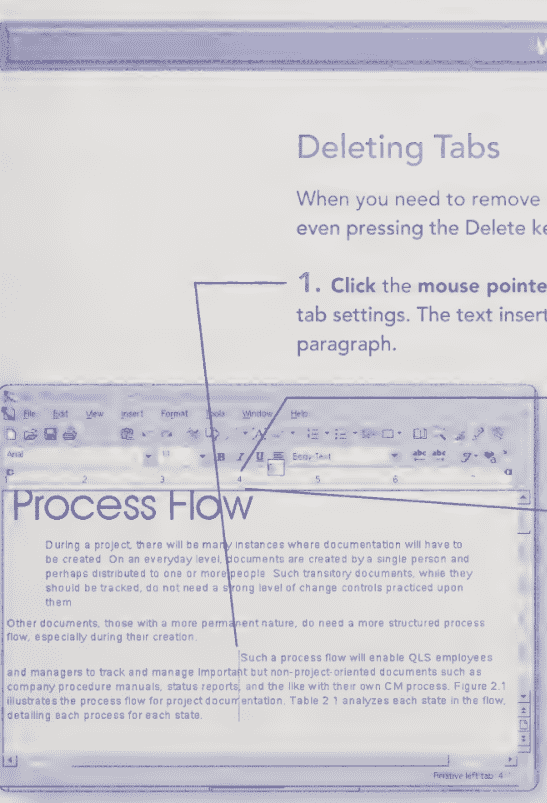 W
Deleting Tabs
When you need to remove
even pressing the Delete ke
1. Click the mouse pointe
tab settings. The text insert
paragraph.
File Edit View Insert Format Tools Window Help
Arial 11 B I U Body Text abc abc
1 2 3 4 5 6
Process Flow
During a project, there will be many instances where documentation will have to
be created. On an everyday level, documents are created by a single person and
perhaps distributed to one or more people. Such transitory documents, while they
should be tracked, do not need a strong level of change controls practiced upon
them
Other documents, those with a more permanent nature, do need a more structured process
flow, especially during their creation.
Such a process flow will enable QLS employees
and managers to track and manage important but non-project-oriented documents such as
company procedure manuals, status reports, and the like with their own CM process. Figure 2.1
illustrates the process flow for project documentation. Table 2 1 analyzes each state in the flow,
detailing each process for each state.
Relative left tab 4